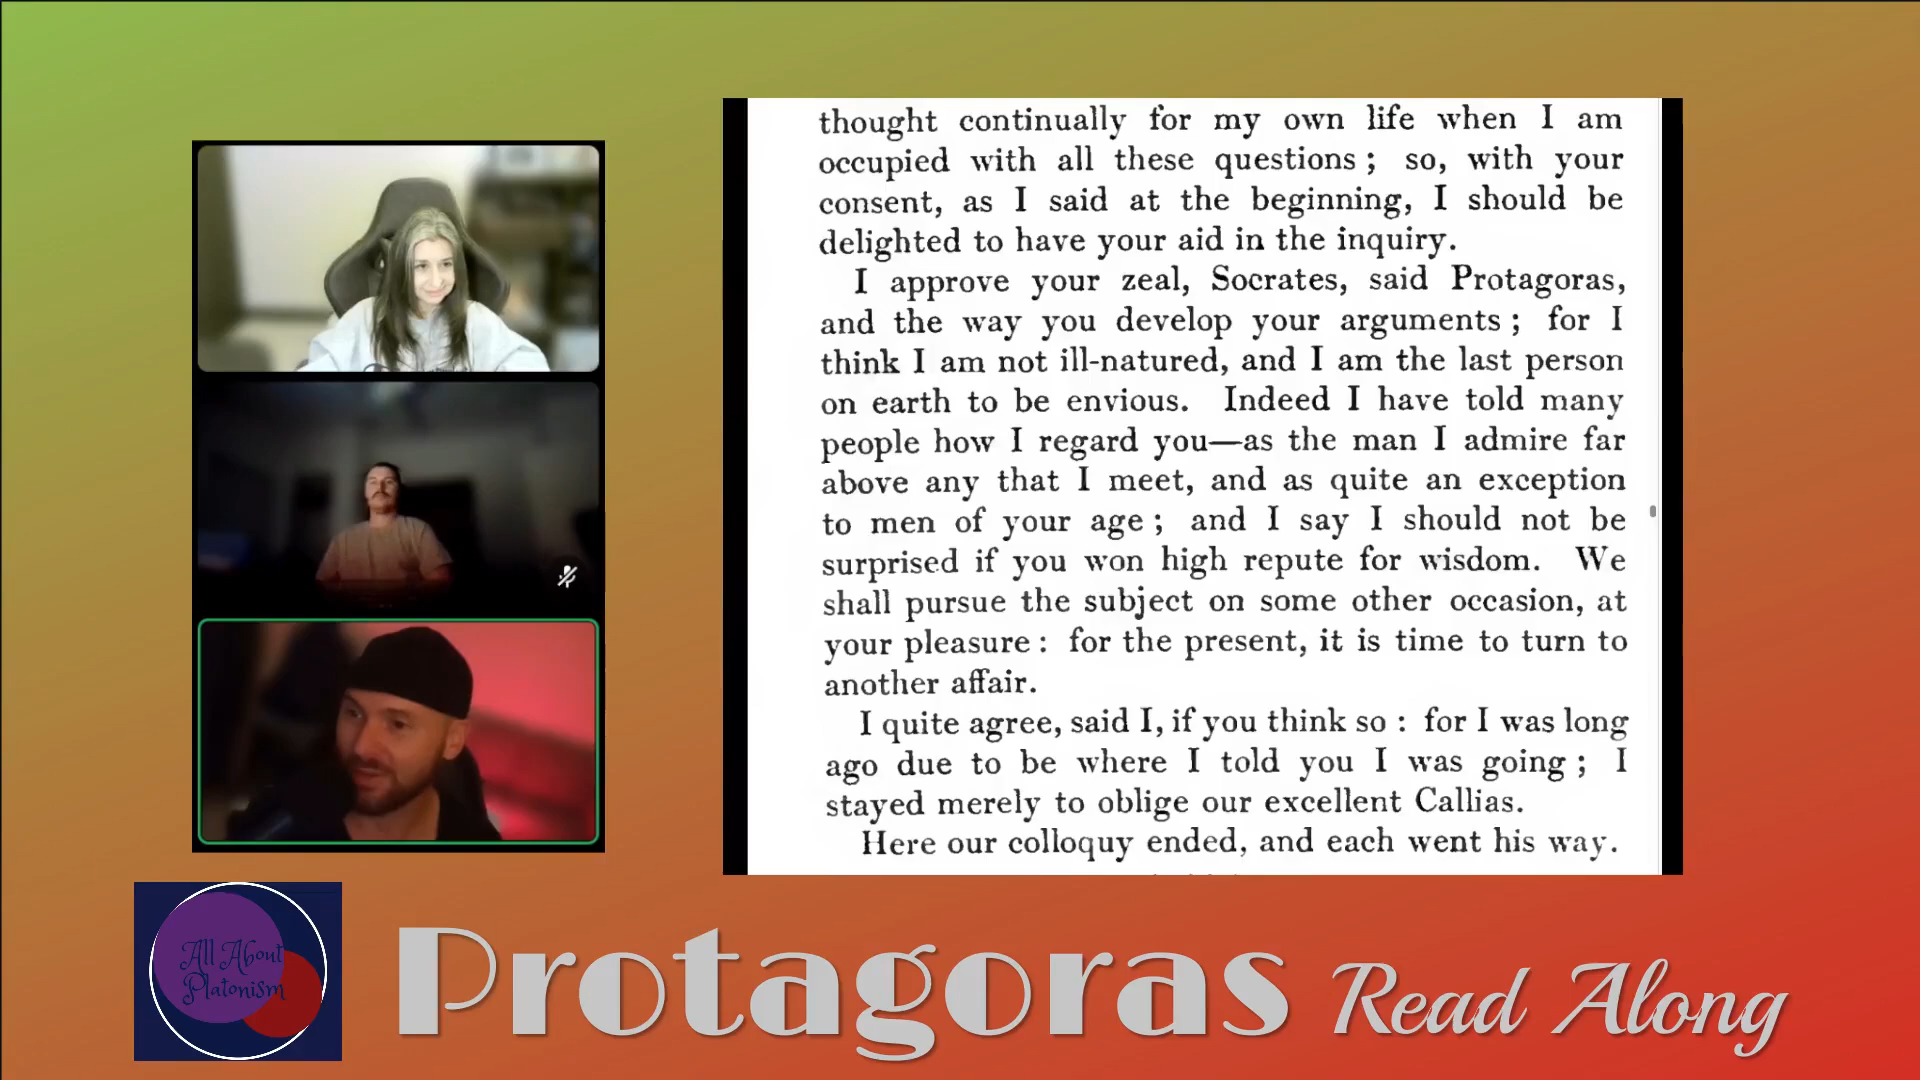 thought continually for my own life when I am
occupied with all these questions ; so, with your
consent, as I said at the beginning, I should be
delighted to have your aid in the inquiry.
I approve your zeal, Socrates, said Protagoras,
and the way you develop your arguments ; for I
think I am not ill-natured, and I am the last person
on earth to be envious. Indeed I have told many
people how I regard you—as the man I admire far
above any that I meet, and as quite an exception
to men of your age ; and I say I should not be
surprised if you won high repute for wisdom. We
shall pursue the subject on some other occasion, at
your pleasure : for the present, it is time to turn to
another affair.
I quite agree, said I, if you think so : for I was long
ago due to be where I told you I was going ; I
stayed merely to oblige our excellent Callias.
Here our colloquy ended, and each went his way.
All About
Platonism
Protagoras Read Along